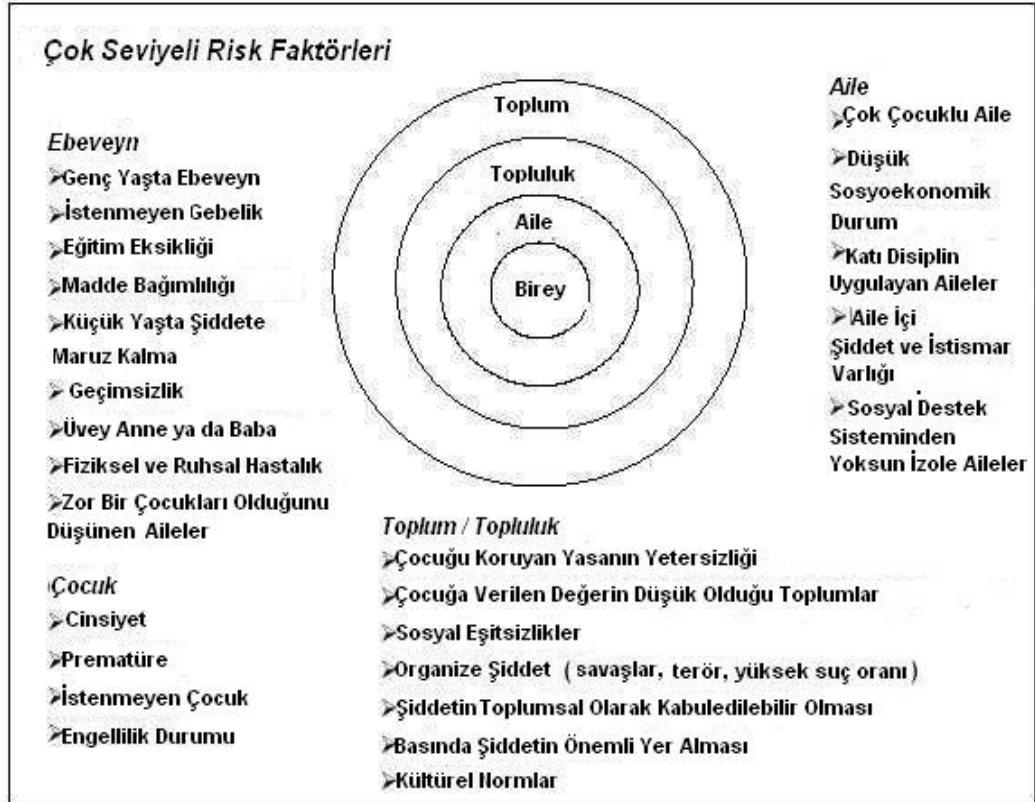 Çok Seviyeli Risk Faktörleri
Toplum
Topluluk
Aile
Birey
Ebeveyn
➢Genç Yaşta Ebeveyn
➢İstenmeyen Gebelik
➢Eğitim Eksikliği
➢Madde Bağımlılığı
➢Küçük Yaşta Şiddete
Maruz Kalma
➢ Geçimsizlik
➢Üvey Anne ya da Baba
➢Fiziksel ve Ruhsal Hastalık
➢Zor Bir Çocukları Olduğunu
Düşünen Aileler
Çocuk
➢Cinsiyet
➢Prematüre
➢İstenmeyen Çocuk
➢Engellilik Durumu
Aile
➢Çok Çocuklu Aile
➢Düşük
Sosyoekonomik
Durum
➢Katı Disiplin
Uygulayan Aileler
➢Aile İçi
Şiddet ve İstismar
Varlığı
➢Sosyal Destek
Sisteminden
Yoksun İzole Aileler
Toplum / Topluluk
➢Çocuğu Koruyan Yasanın Yetersizliği
➢Çocuğa Verilen Değerin Düşük Olduğu Toplumlar
➢Sosyal Eşitsizlikler
➢Organize Şiddet ( savaşlar, terör, yüksek suç oranı )
➢Şiddetin Toplumsal Olarak Kabuledilebilir Olması
➢Basında Şiddetin Önemli Yer Alması
➢Kültürel Normlar